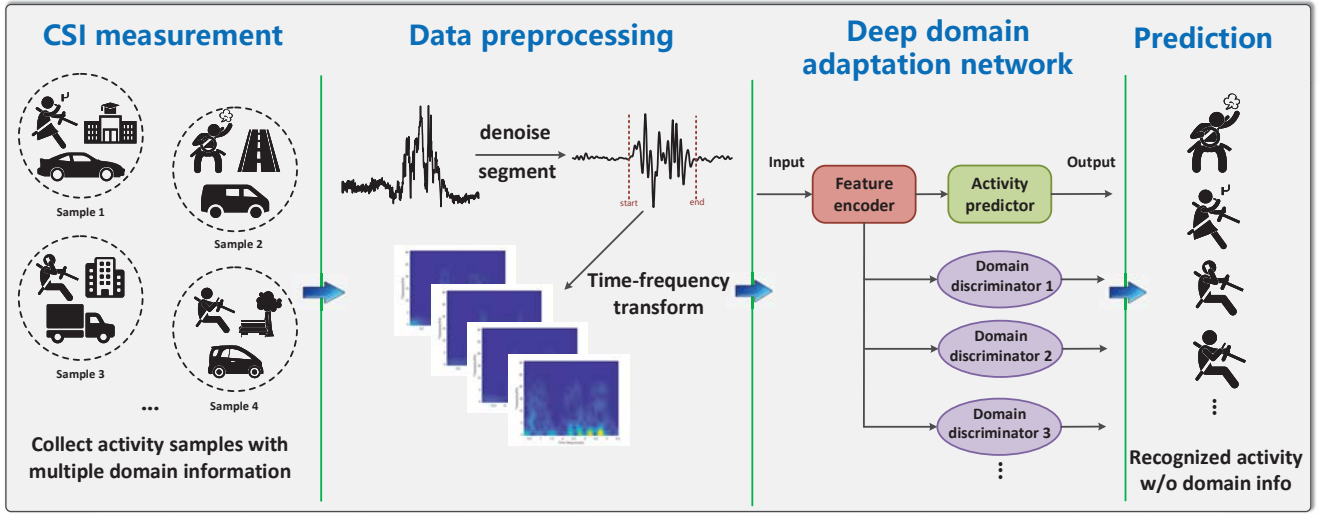 CSI measurement
Sample 1
Sample 2
Sample 3
Sample 4
...
Collect activity samples with
multiple domain information
Data preprocessing
denoise
segment
start
end
Time-frequency
transform
Deep domain
adaptation network
Input
Feature
encoder
Activity
predictor
Output
Domain
discriminator 1
Domain
discriminator 2
Domain
discriminator 3
Prediction
Recognized activity
w/o domain info